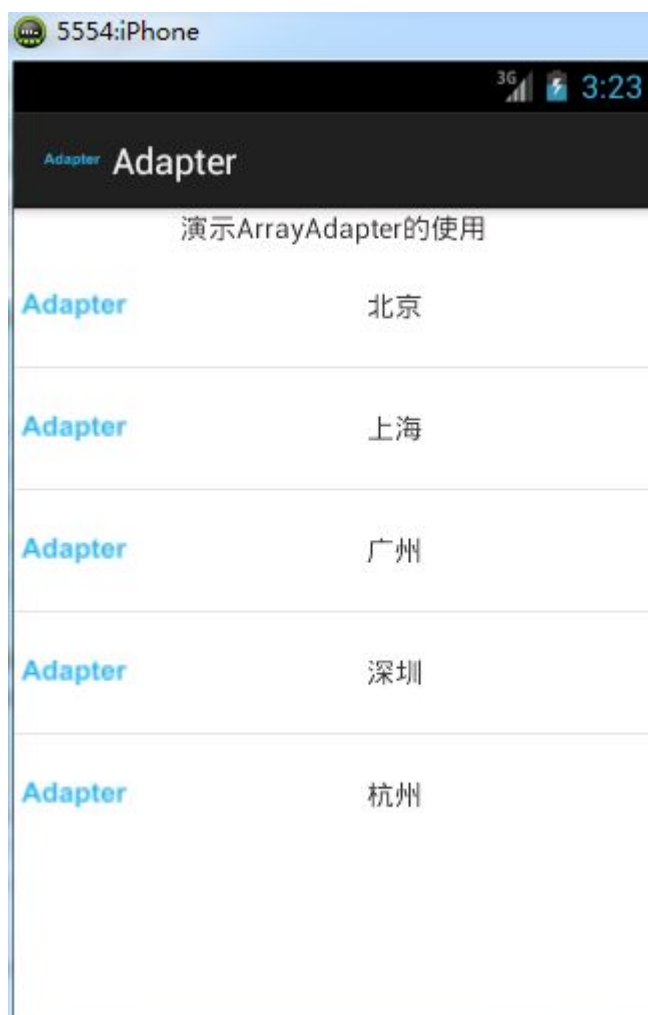 5554:iPhone
3G 3:23
Adapter Adapter
演示ArrayAdapter的使用
Adapter 北京
Adapter 上海
Adapter 广州
Adapter 深圳
Adapter 杭州